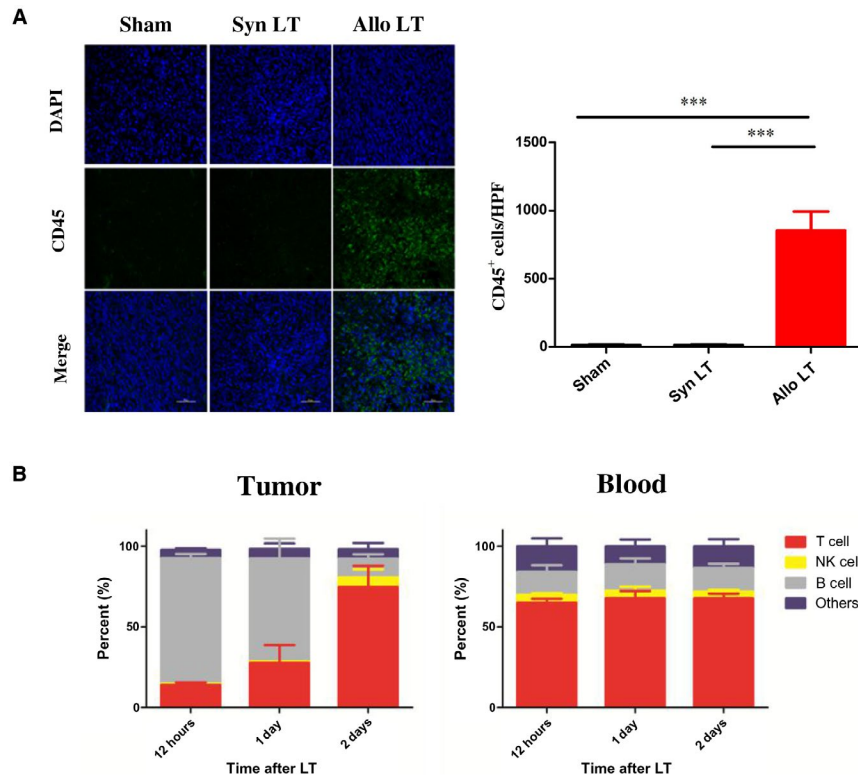 A
Sham Syn LT Allo LT
DAPI
CD45
Merge
***
***
1500
1000
500
0
CD45+ cells/HPF
Sham
Syn LT
Allo LT
B
Tumor
100
50
0
Percent (%)
12 hours
1 day
2 days
Time after LT
Blood
100
50
0
Percent (%)
12 hours
1 day
2 days
Time after LT
T cell
NK cell
B cell
Others